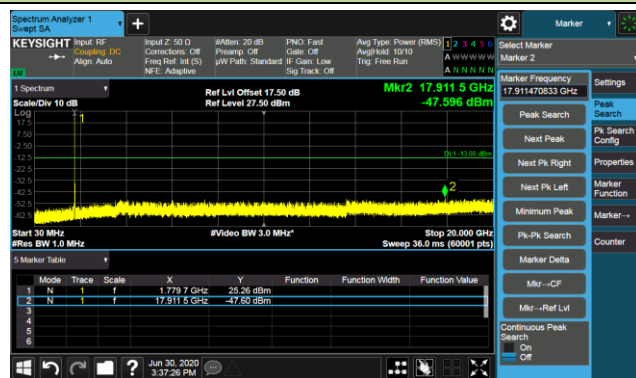 Spectrum Analyzer 1
Swept SA
Marker
KEYSIGHT
Input: RF
Coupling: DC
Align: Auto
Input Z: 50 Ω
Corrections: Off
Freq Ref: Int (S)
NFE: Adaptive
#Atten: 20 dB
Preamp: Off
µW Path: Standard
PNO: Fast
Gate: Off
IF Gain: Low
Sig Track: Off
Avg Type: Power (RMS)
Avg|Hold: 10/10
Trig: Free Run
1 2 3 4 5 6
A W W W W W
A N N N N N
Select Marker
Marker 2
1 Spectrum
Scale/Div 10 dB
Ref Lvl Offset 17.50 dB
Ref Level 27.50 dBm
Mkr2 17.911 5 GHz
-47.596 dBm
Log
17.5
7.50
-2.50
-12.5
-22.5
-32.5
-42.5
-52.5
-62.5
1
DL1 -13.00 dBm
2
Start 30 MHz
#Res BW 1.0 MHz
#Video BW 3.0 MHz*
Stop 20.000 GHz
Sweep 36.0 ms (60001 pts)
5 Marker Table
Mode Trace Scale X Y Function Function Width Function Value
1 N 1 f 1.779 7 GHz 25.26 dBm
2 N 1 f 17.911 5 GHz -47.60 dBm
3
4
5
6
Marker Frequency
17.911470833 GHz
Peak Search
Next Peak
Next Pk Right
Next Pk Left
Minimum Peak
Pk-Pk Search
Marker Delta
Mkr→CF
Mkr→Ref Lvl
Continuous Peak
Search
On
Off
Settings
Peak
Search
Pk Search
Config
Properties
Marker
Function
Marker→
Counter
?
Jun 30, 2020
3:37:26 PM